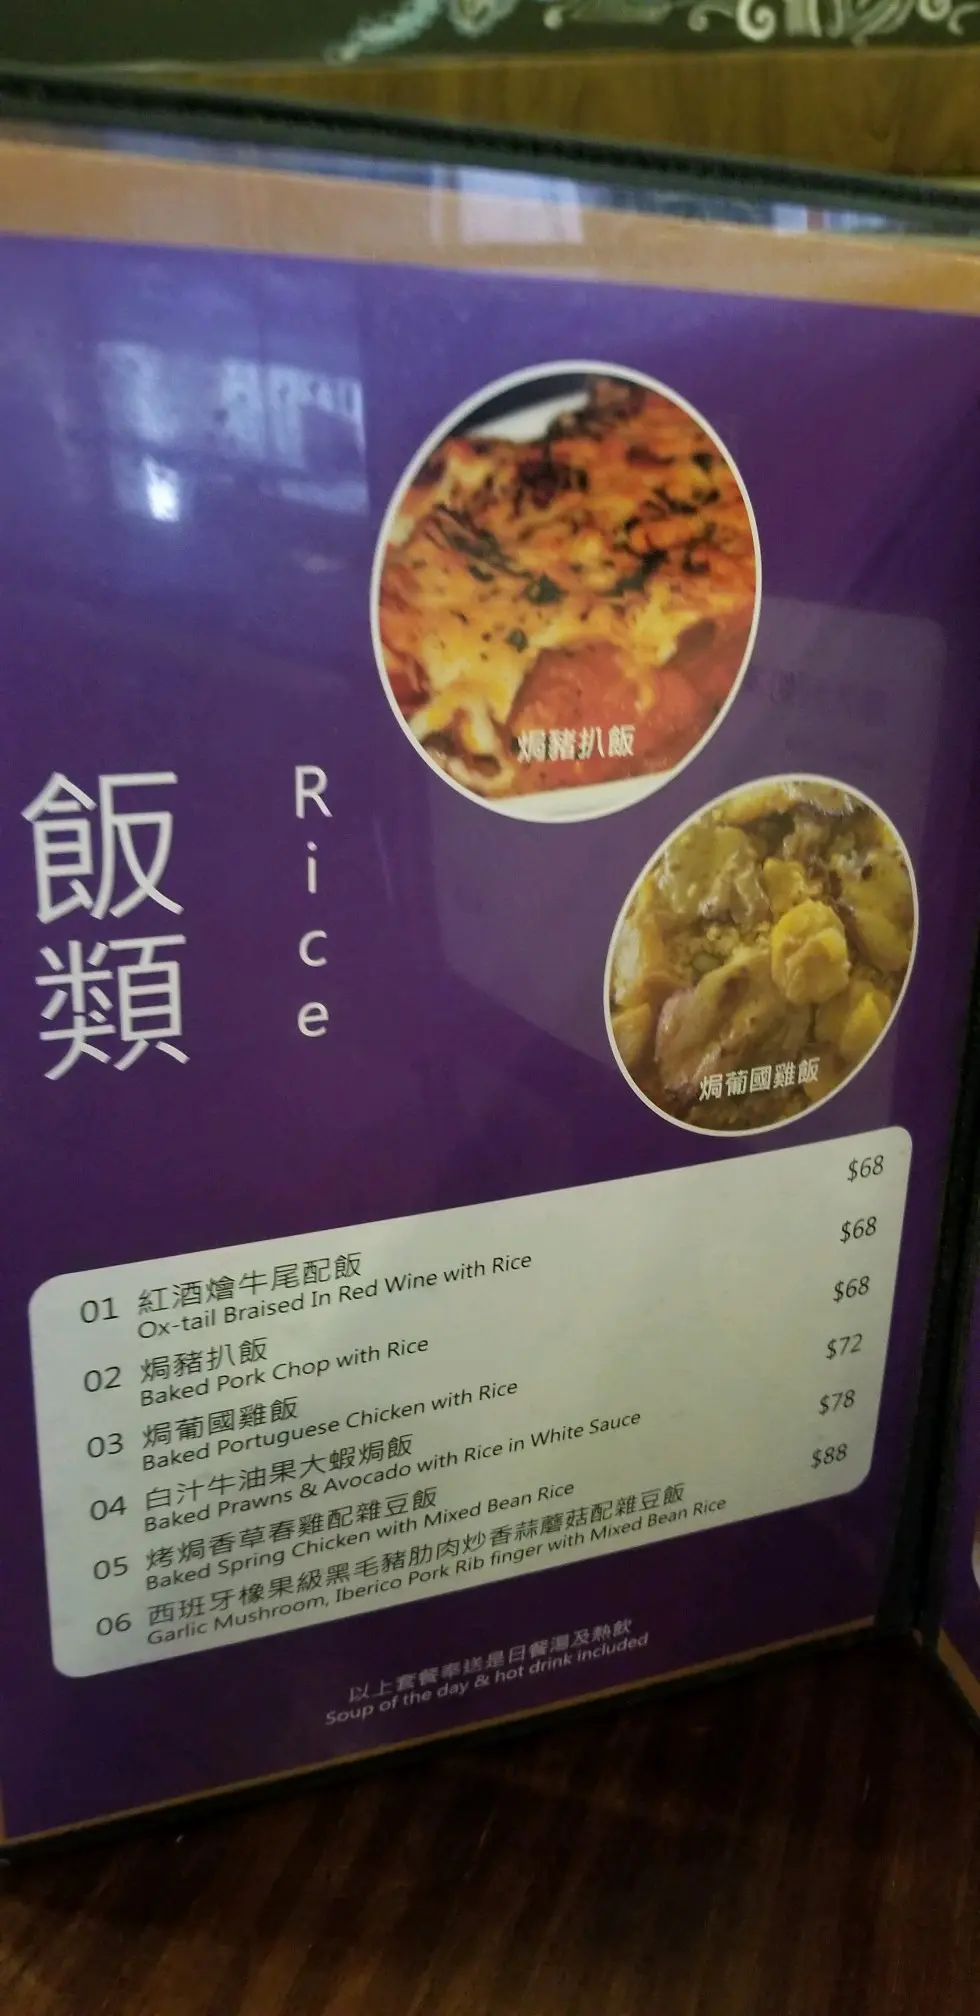 飯類
Rice
焗豬扒飯
焗葡國雞飯
01 紅酒燴牛尾配飯 $68
Ox-tail Braised In Red Wine with Rice
02 焗豬扒飯 $68
Baked Pork Chop with Rice
03 焗葡國雞飯 $68
Baked Portuguese Chicken with Rice
04 白汁牛油果大蝦焗飯 $72
Baked Prawns & Avocado with Rice in White Sauce
05 烤焗香草春雞配雜豆飯 $78
Baked Spring Chicken with Mixed Bean Rice
06 西班牙橡果級黑毛豬肋肉炒香蒜蘑菇配雜豆飯 $88
Garlic Mushroom, Iberico Pork Rib finger with Mixed Bean Rice
以上套餐奉送是日餐湯及熱飲
Soup of the day & hot drink included